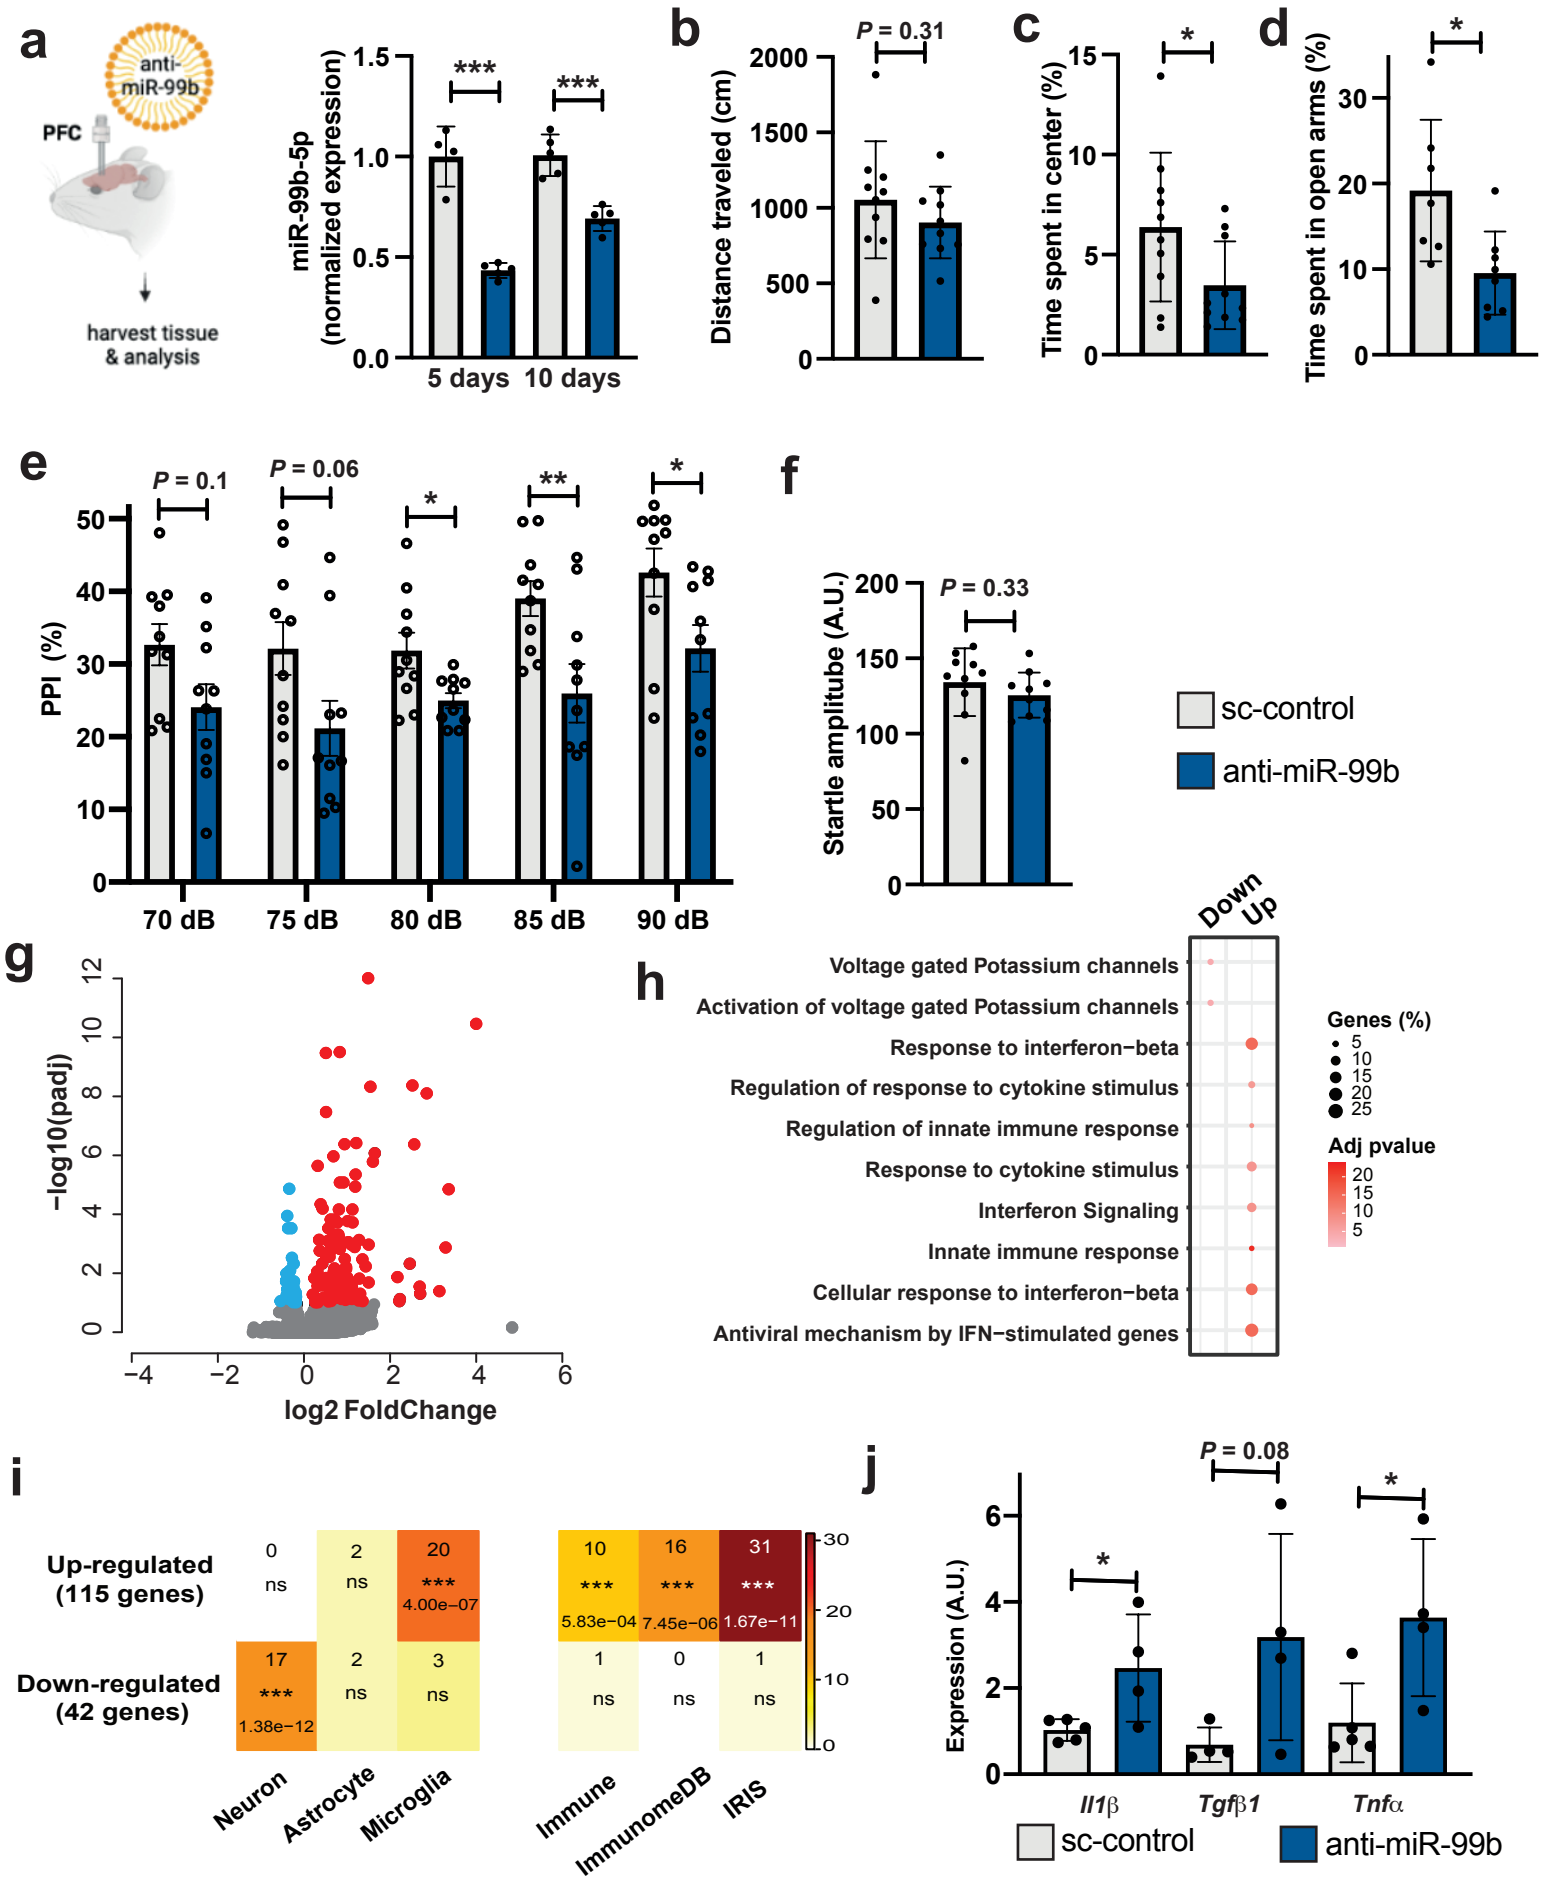 a
anti-
miR-99b
PFC
harvest tissue
& analysis
miR-99b-5p
(normalized expression)
1.5
1.0
0.5
0.0
***
***
5 days
10 days
b
P = 0.31
Distance traveled (cm)
2000
1500
1000
500
0
c
*
Time spent in center (%)
15
10
5
0
d
*
Time spent in open arms (%)
30
20
10
0
e
P = 0.1
P = 0.06
*
**
*
PPI (%)
50
40
30
20
10
0
70 dB
75 dB
80 dB
85 dB
90 dB
f
P = 0.33
Startle amplitube (A.U.)
200
150
100
50
0
sc-control
anti-miR-99b
g
−log10(padj)
12
10
8
6
4
2
0
−4
−2
0
2
4
6
log2 FoldChange
h
Down
Up
Voltage gated Potassium channels
Activation of voltage gated Potassium channels
Response to interferon−beta
Regulation of response to cytokine stimulus
Regulation of innate immune response
Response to cytokine stimulus
Interferon Signaling
Innate immune response
Cellular response to interferon−beta
Antiviral mechanism by IFN−stimulated genes
Genes (%)
5
10
15
20
25
Adj pvalue
20
15
10
5
i
Up-regulated
(115 genes)
Down-regulated
(42 genes)
0
ns
2
ns
20
***
4.00e−07
10
***
5.83e−04
16
***
7.45e−06
31
***
1.67e−11
17
***
1.38e−12
2
ns
3
ns
1
ns
0
ns
1
ns
30
20
10
0
Neuron
Astrocyte
Microglia
Immune
ImmunomeDB
IRIS
j
P = 0.08
*
*
Expression (A.U.)
6
4
2
0
Il1β
Tgfβ1
Tnfα
sc-control
anti-miR-99b